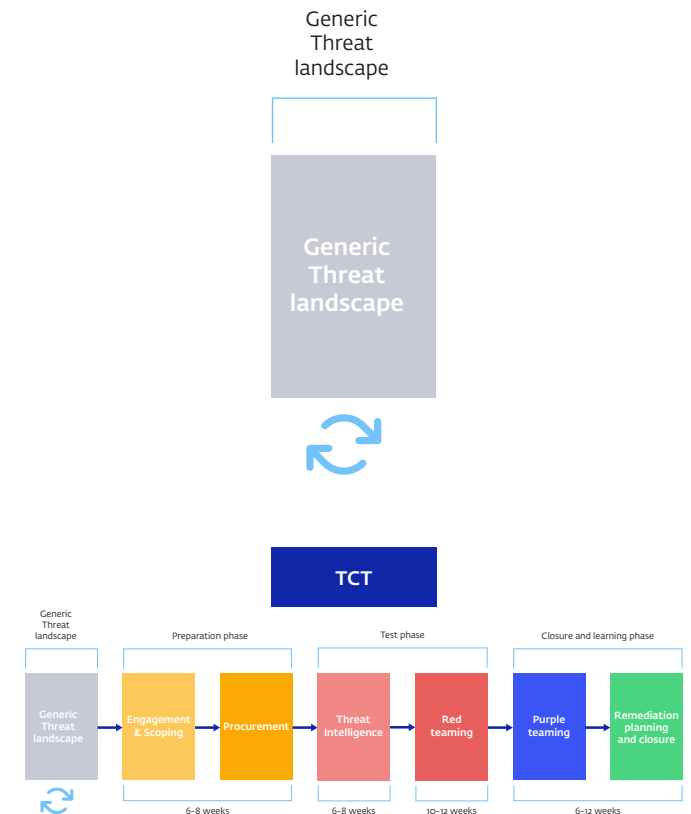 Generic
Threat
landscape
Generic
Threat
landscape
TCT
Generic
Threat
landscape
Preparation phase
Test phase
Closure and learning phase
Generic
Threat
landscape
Engagement
& Scoping
Procurement
Threat
Intelligence
Red
teaming
Purple
teaming
Remediation
planning
and closure
6-8 weeks
6-8 weeks
10-12 weeks
6-12 weeks